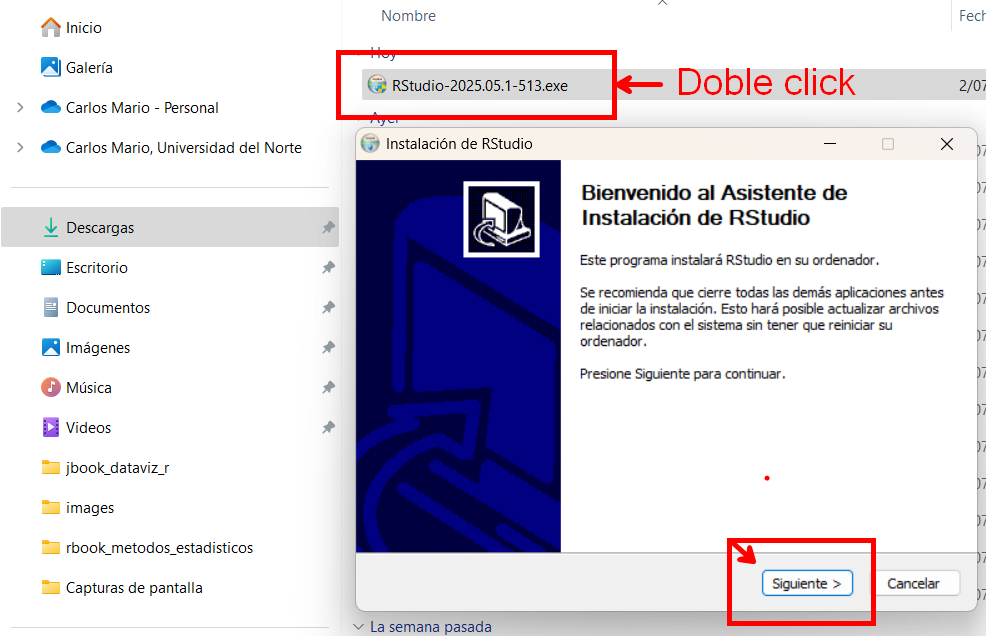 Inicio
Galería
Carlos Mario - Personal
Carlos Mario, Universidad del Norte
Descargas
Escritorio
Documentos
Imágenes
Música
Videos
jbook_dataviz_r
images
rbook_metodos_estadisticos
Capturas de pantalla
Nombre
Fech
Hoy
RStudio-2025.05.1-513.exe
2/07
Doble click
Ayer
Instalación de RStudio
Bienvenido al Asistente de
Instalación de RStudio
Este programa instalará RStudio en su ordenador.
Se recomienda que cierre todas las demás aplicaciones antes
de iniciar la instalación. Esto hará posible actualizar archivos
relacionados con el sistema sin tener que reiniciar su
ordenador.
Presione Siguiente para continuar.
Siguiente >
Cancelar
La semana pasada